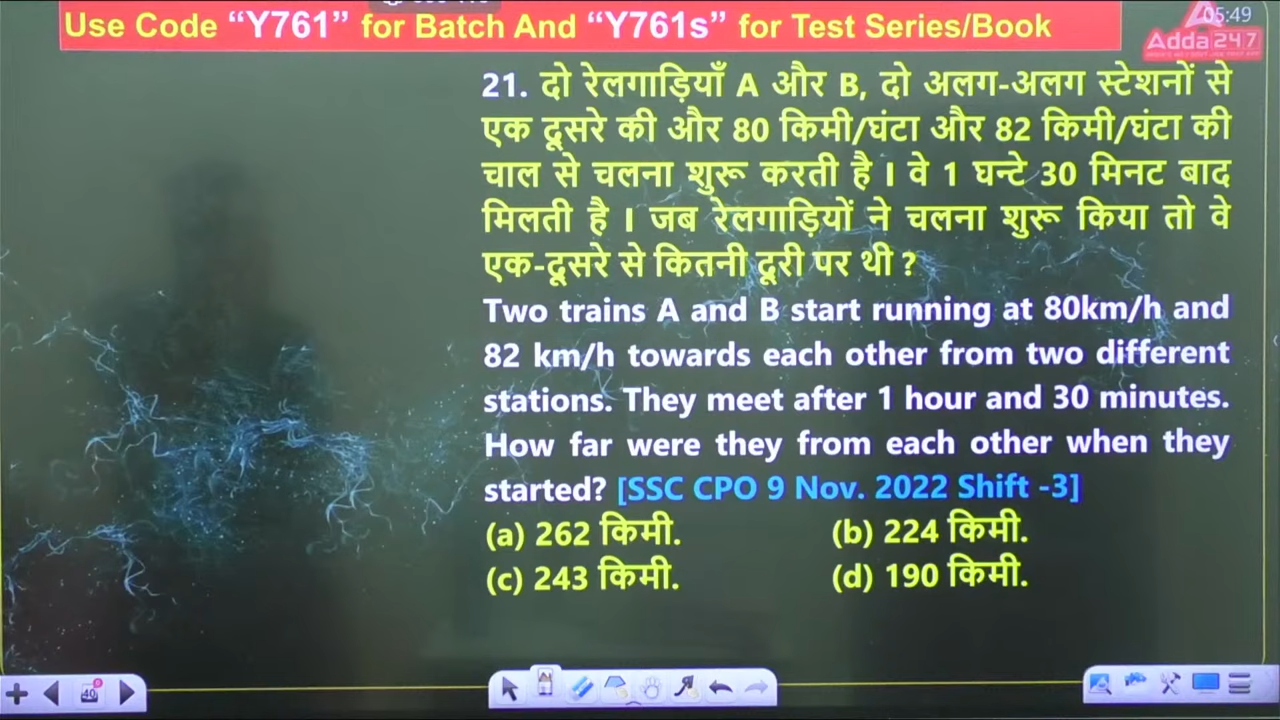 Use Code “Y761” for Batch And “Y761s” for Test Series/Book
05:49
Adda 247
21. दो रेलगाड़ियाँ A और B, दो अलग-अलग स्टेशनों से
एक दूसरे की और 80 किमी/घंटा और 82 किमी/घंटा की
चाल से चलना शुरू करती है । वे 1 घन्टे 30 मिनट बाद
मिलती है । जब रेलगाड़ियों ने चलना शुरू किया तो वे
एक-दूसरे से कितनी दूरी पर थी ?
Two trains A and B start running at 80km/h and
82 km/h towards each other from two different
stations. They meet after 1 hour and 30 minutes.
How far were they from each other when they
started? [SSC CPO 9 Nov. 2022 Shift -3]
(a) 262 किमी. (b) 224 किमी.
(c) 243 किमी. (d) 190 किमी.
40